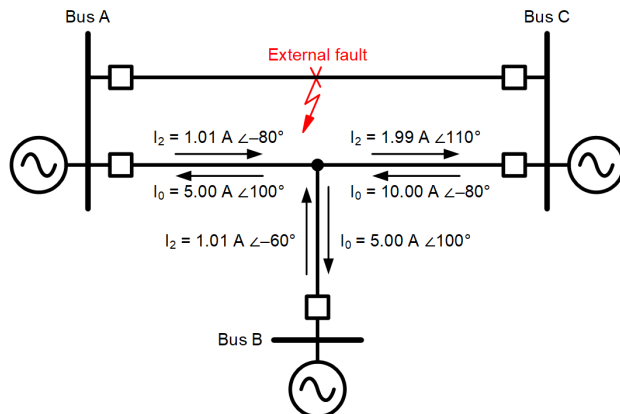 Bus A
Bus C
External fault
I₂ = 1.01 A ∠–80°
I₂ = 1.99 A ∠110°
I₀ = 5.00 A ∠100°
I₀ = 10.00 A ∠–80°
I₂ = 1.01 A ∠–60°
I₀ = 5.00 A ∠100°
Bus B